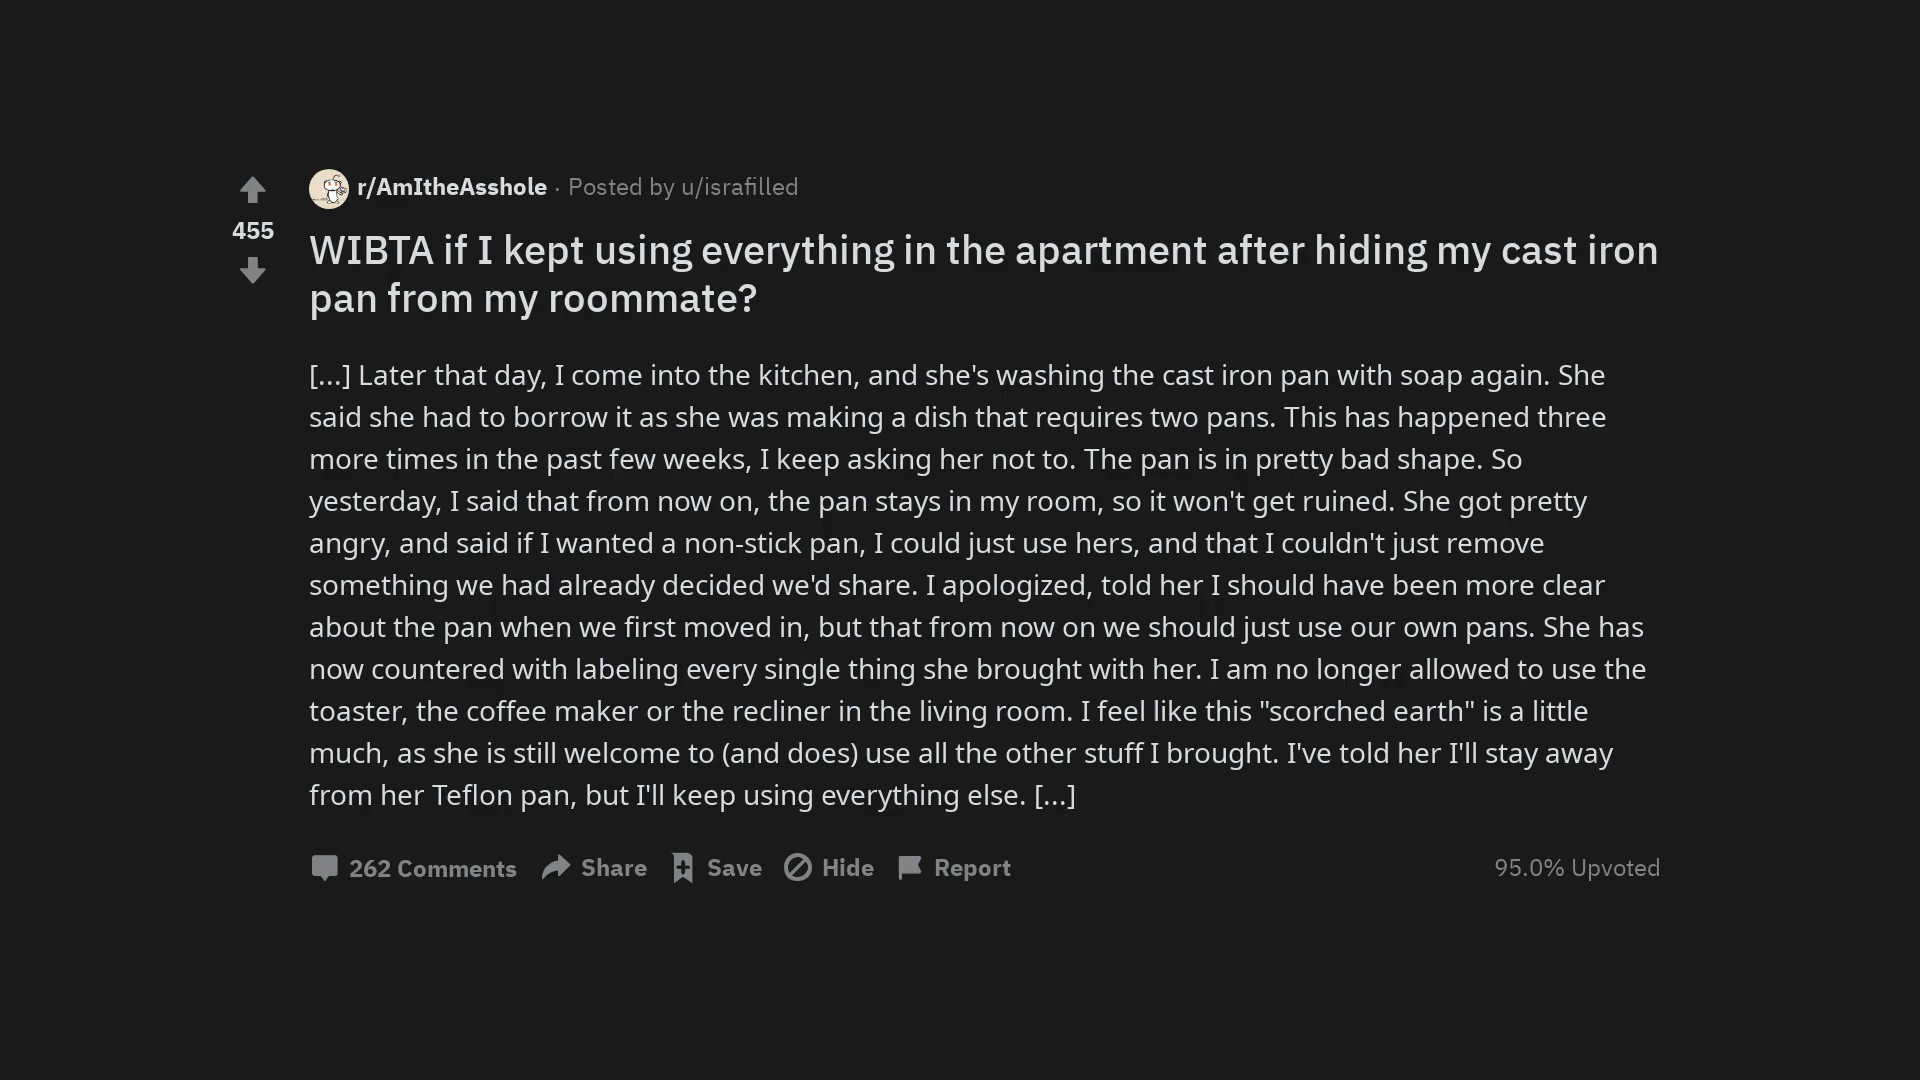 r/AmItheAsshole · Posted by u/israfilled
455
WIBTA if I kept using everything in the apartment after hiding my cast iron
pan from my roommate?
[...] Later that day, I come into the kitchen, and she's washing the cast iron pan with soap again. She
said she had to borrow it as she was making a dish that requires two pans. This has happened three
more times in the past few weeks, I keep asking her not to. The pan is in pretty bad shape. So
yesterday, I said that from now on, the pan stays in my room, so it won't get ruined. She got pretty
angry, and said if I wanted a non-stick pan, I could just use hers, and that I couldn't just remove
something we had already decided we'd share. I apologized, told her I should have been more clear
about the pan when we first moved in, but that from now on we should just use our own pans. She has
now countered with labeling every single thing she brought with her. I am no longer allowed to use the
toaster, the coffee maker or the recliner in the living room. I feel like this "scorched earth" is a little
much, as she is still welcome to (and does) use all the other stuff I brought. I've told her I'll stay away
from her Teflon pan, but I'll keep using everything else. [...]
262 Comments Share Save Hide Report 95.0% Upvoted